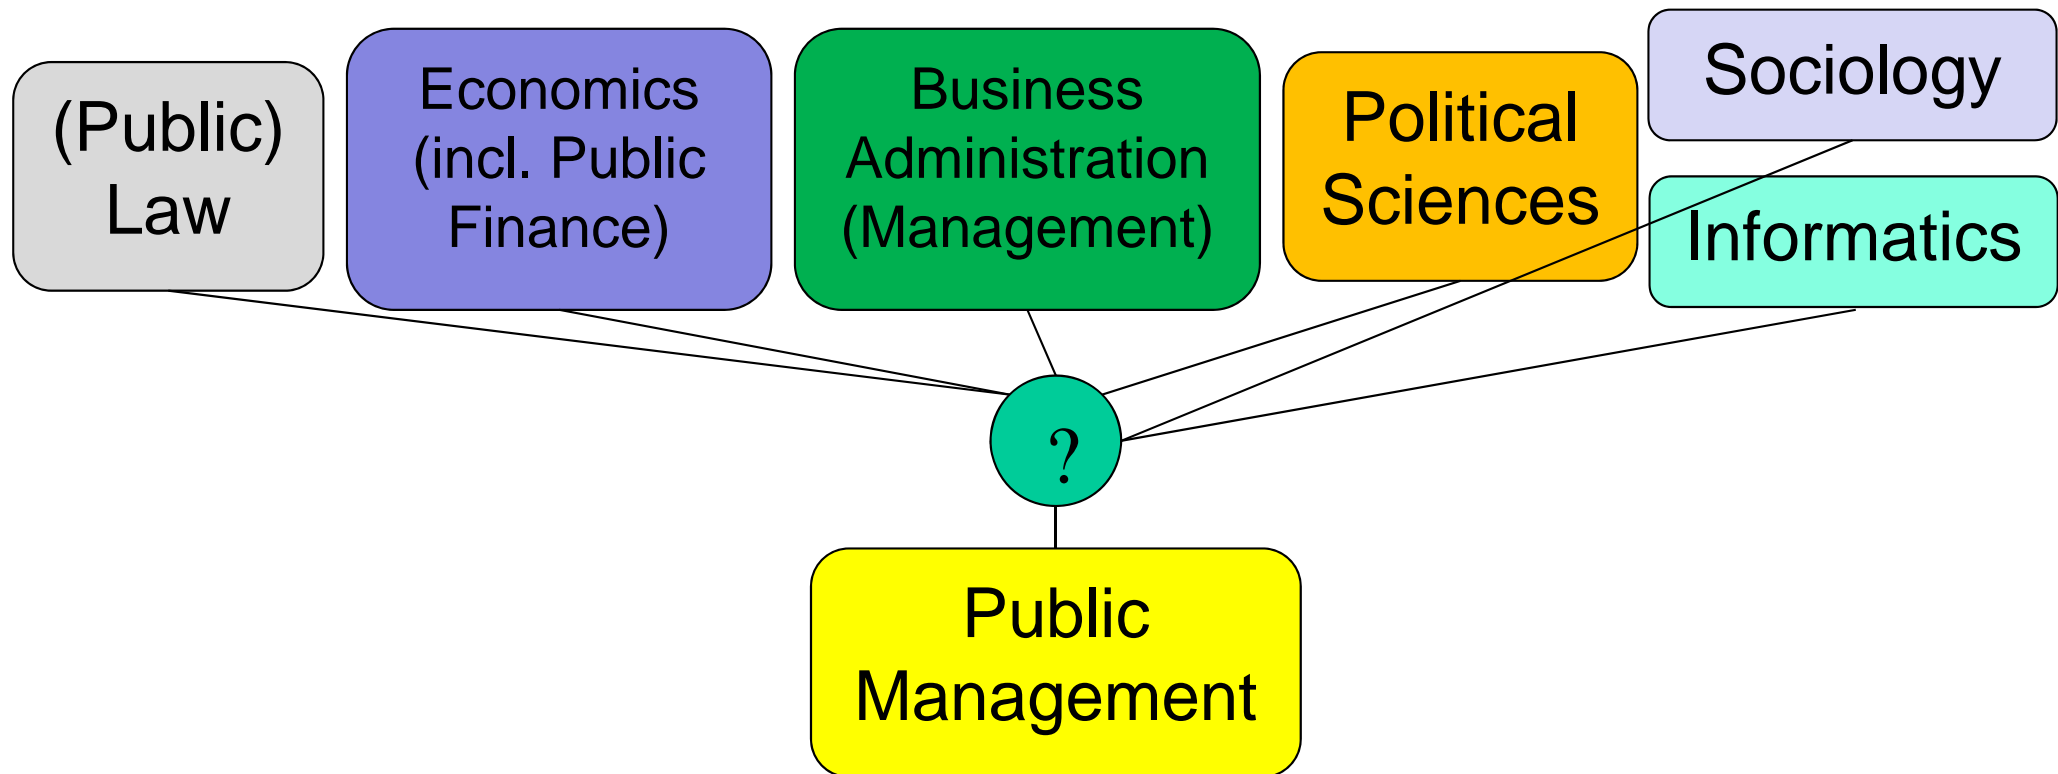 (Public)
Law
Economics
(incl. Public
Finance)
Business
Administration
(Management)
Political
Sciences
Sociology
Informatics
?
Public
Management